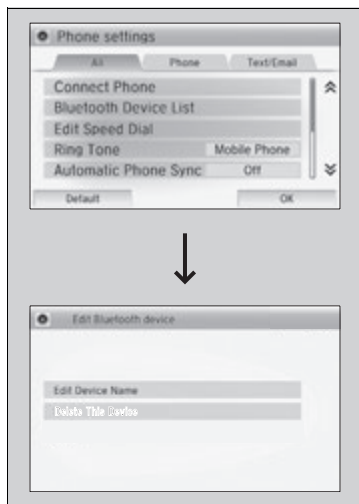 Phone settings
All Phone Text/Email
Connect Phone
Bluetooth Device List
Edit Speed Dial
Ring Tone Mobile Phone
Automatic Phone Sync Off
Default OK
Edit Bluetooth device
Edit Device Name
Delete This Device